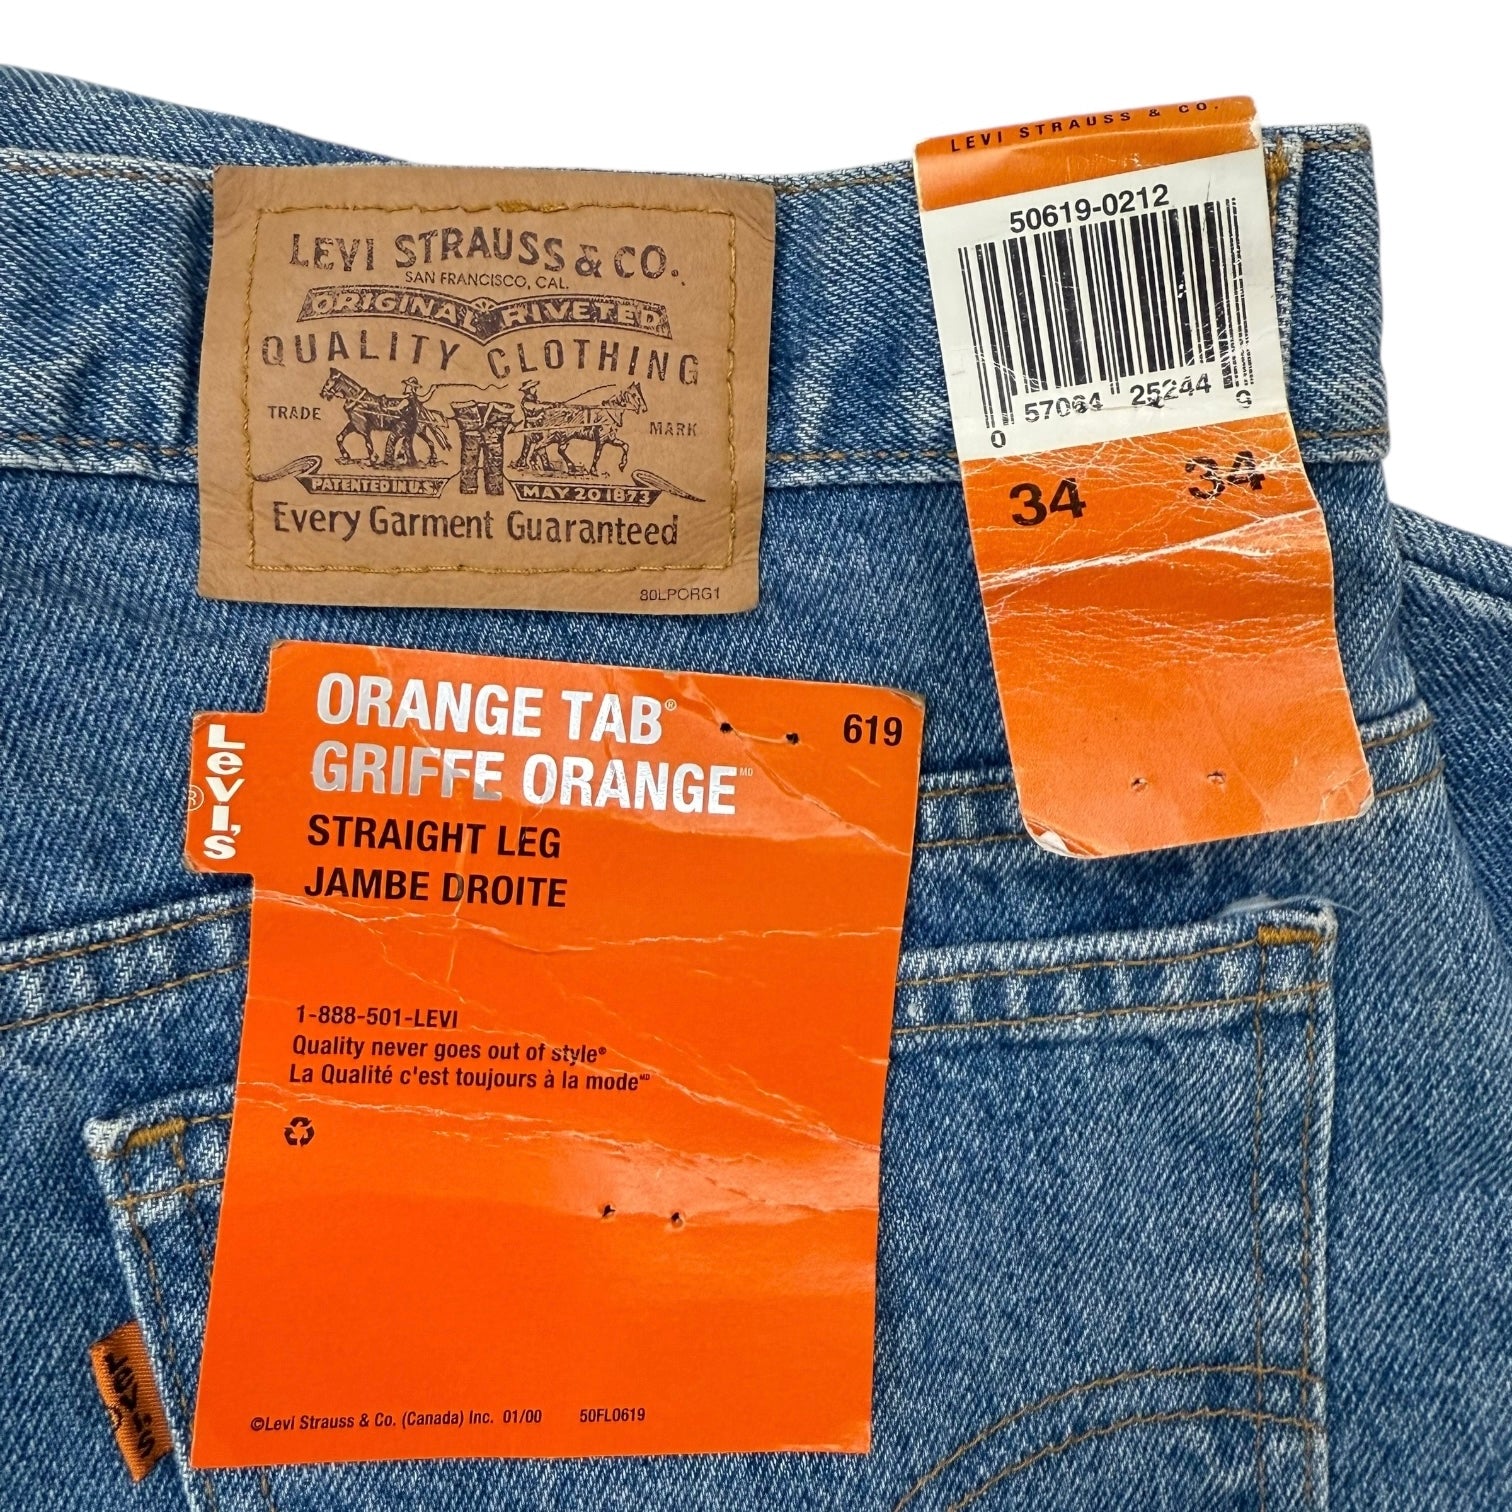 LEVI STRAUSS & CO.
SAN FRANCISCO, CAL.
ORIGINAL RIVETED
QUALITY CLOTHING
TRADE MARK
PATENTED IN U.S.
MAY 20 1873
Every Garment Guaranteed
80LPORG1
LEVI STRAUSS & CO.
50619-0212
0 57064 25244 9
34 34
Levi's
®
ORANGE TAB®
619
GRIFFE ORANGE MD
STRAIGHT LEG
JAMBE DROITE
1-888-501-LEVI
Quality never goes out of style®
La Qualité c'est toujours à la mode MD
©Levi Strauss & Co. (Canada) Inc. 01/00 50FL0619
Levi's